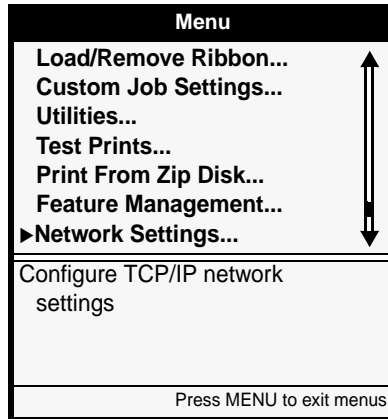 Menu
Load/Remove Ribbon...
Custom Job Settings...
Utilities...
Test Prints...
Print From Zip Disk...
Feature Management...
▶Network Settings...
Configure TCP/IP network
settings
Press MENU to exit menus